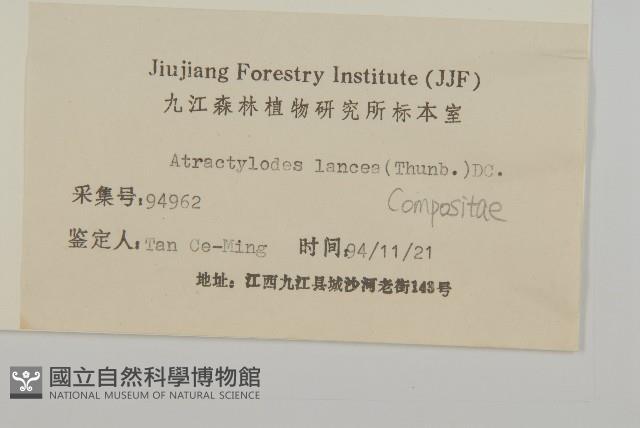 Jiujiang Forestry Institute (JJF)
九江森林植物研究所标本室
Atractylodes lancea(Thunb.)DC.
采集号:94962
Compositae
鉴定人:Tan Ce-Ming 时间:94/11/21
地址：江西九江县城沙河老街143号
國立自然科學博物館
NATIONAL MUSEUM OF NATURAL SCIENCE